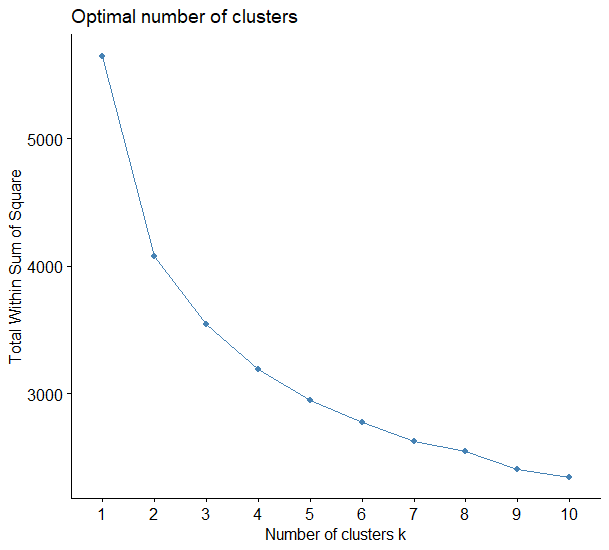 Optimal number of clusters
Total Within Sum of Square
5000
4000
3000
1 2 3 4 5 6 7 8 9 10
Number of clusters k